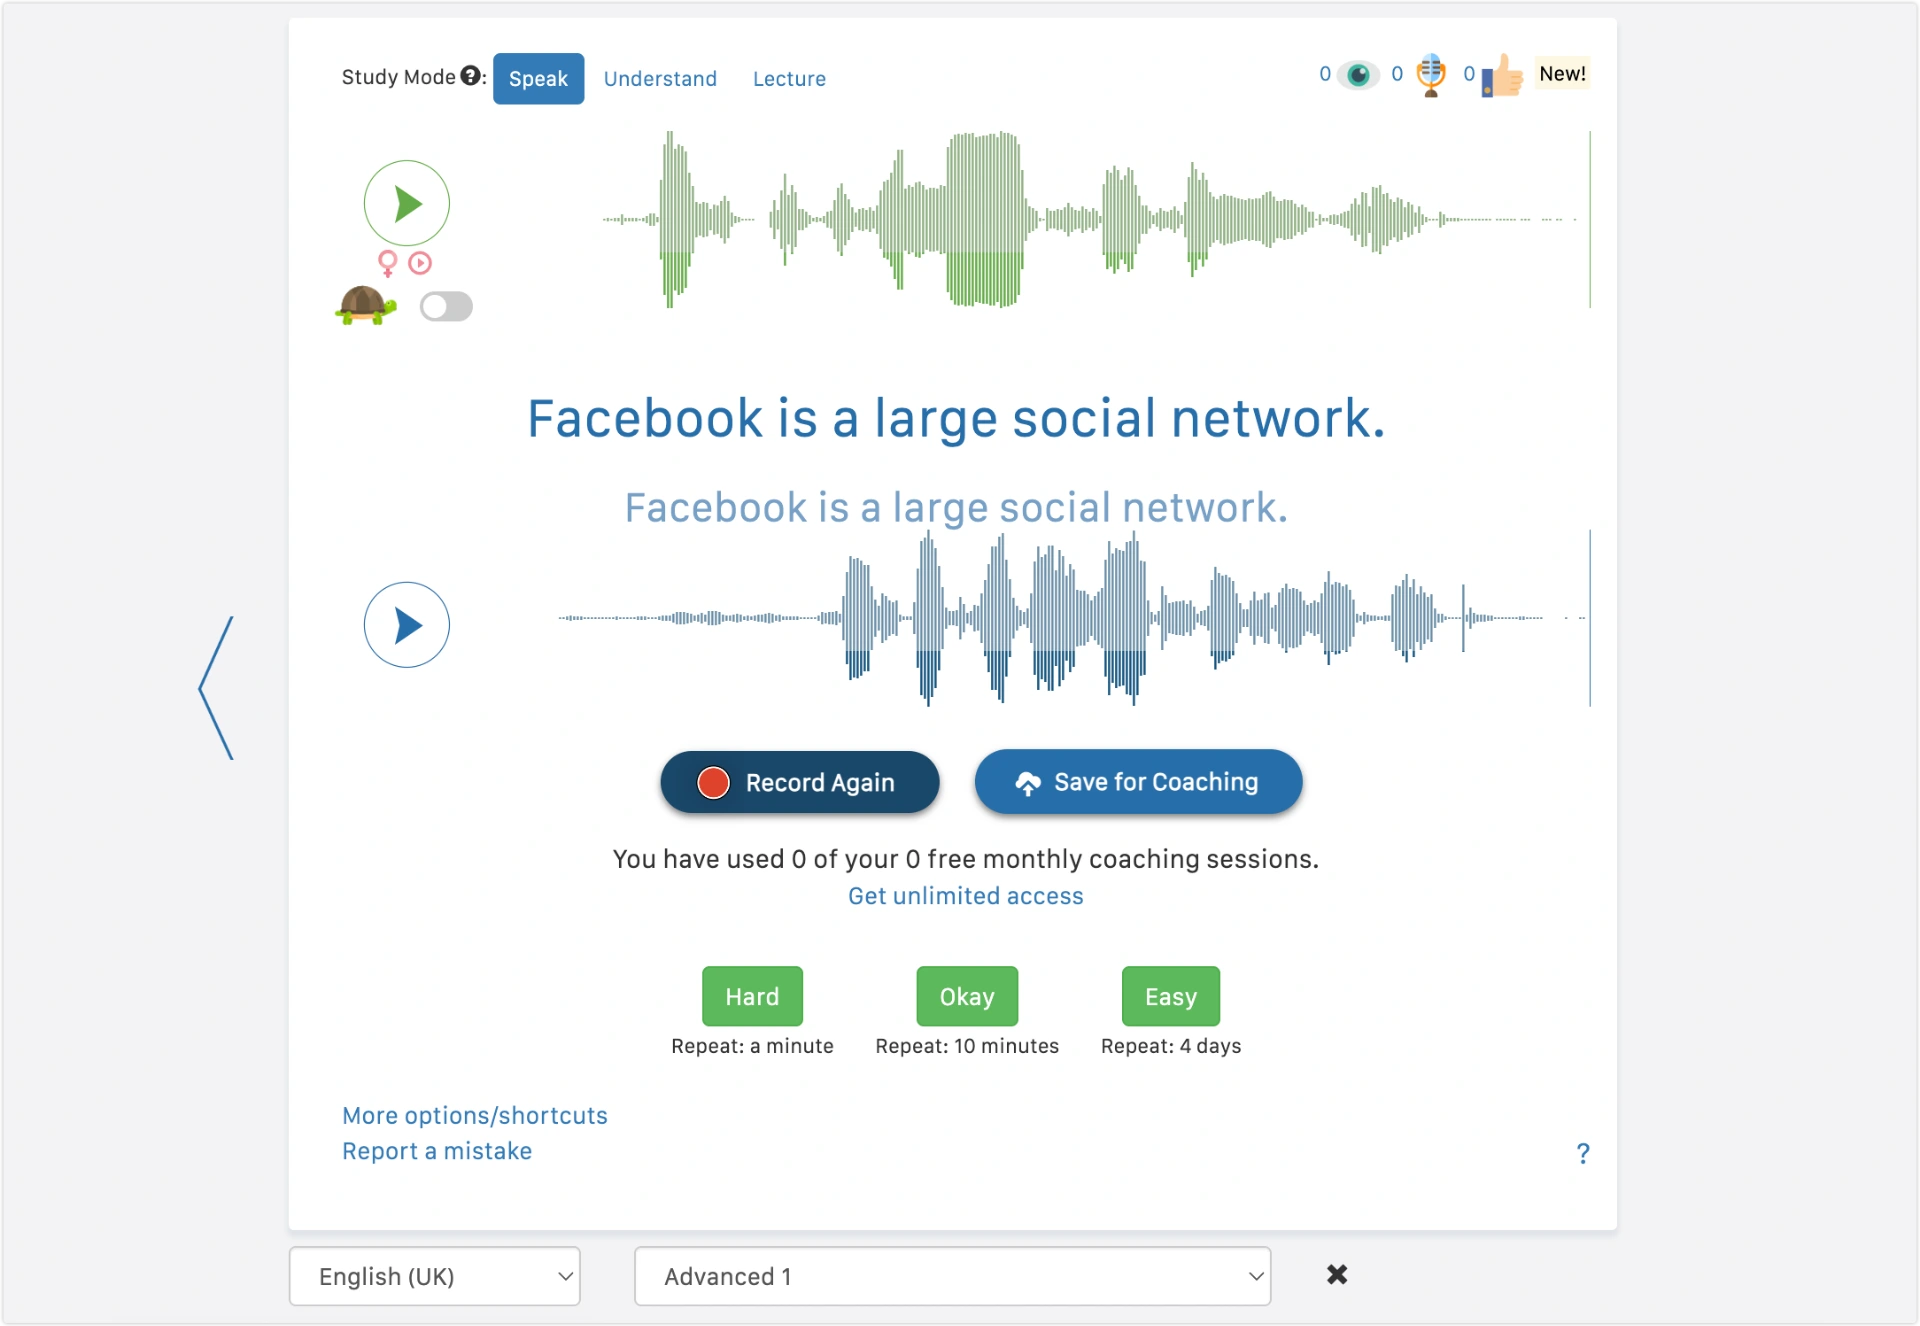 Study Mode ?: Speak Understand Lecture 0 0 0 New!
Facebook is a large social network.
Facebook is a large social network.
Record Again Save for Coaching
You have used 0 of your 0 free monthly coaching sessions.
Get unlimited access
Hard Okay Easy
Repeat: a minute Repeat: 10 minutes Repeat: 4 days
More options/shortcuts
Report a mistake
?
English (UK) Advanced 1